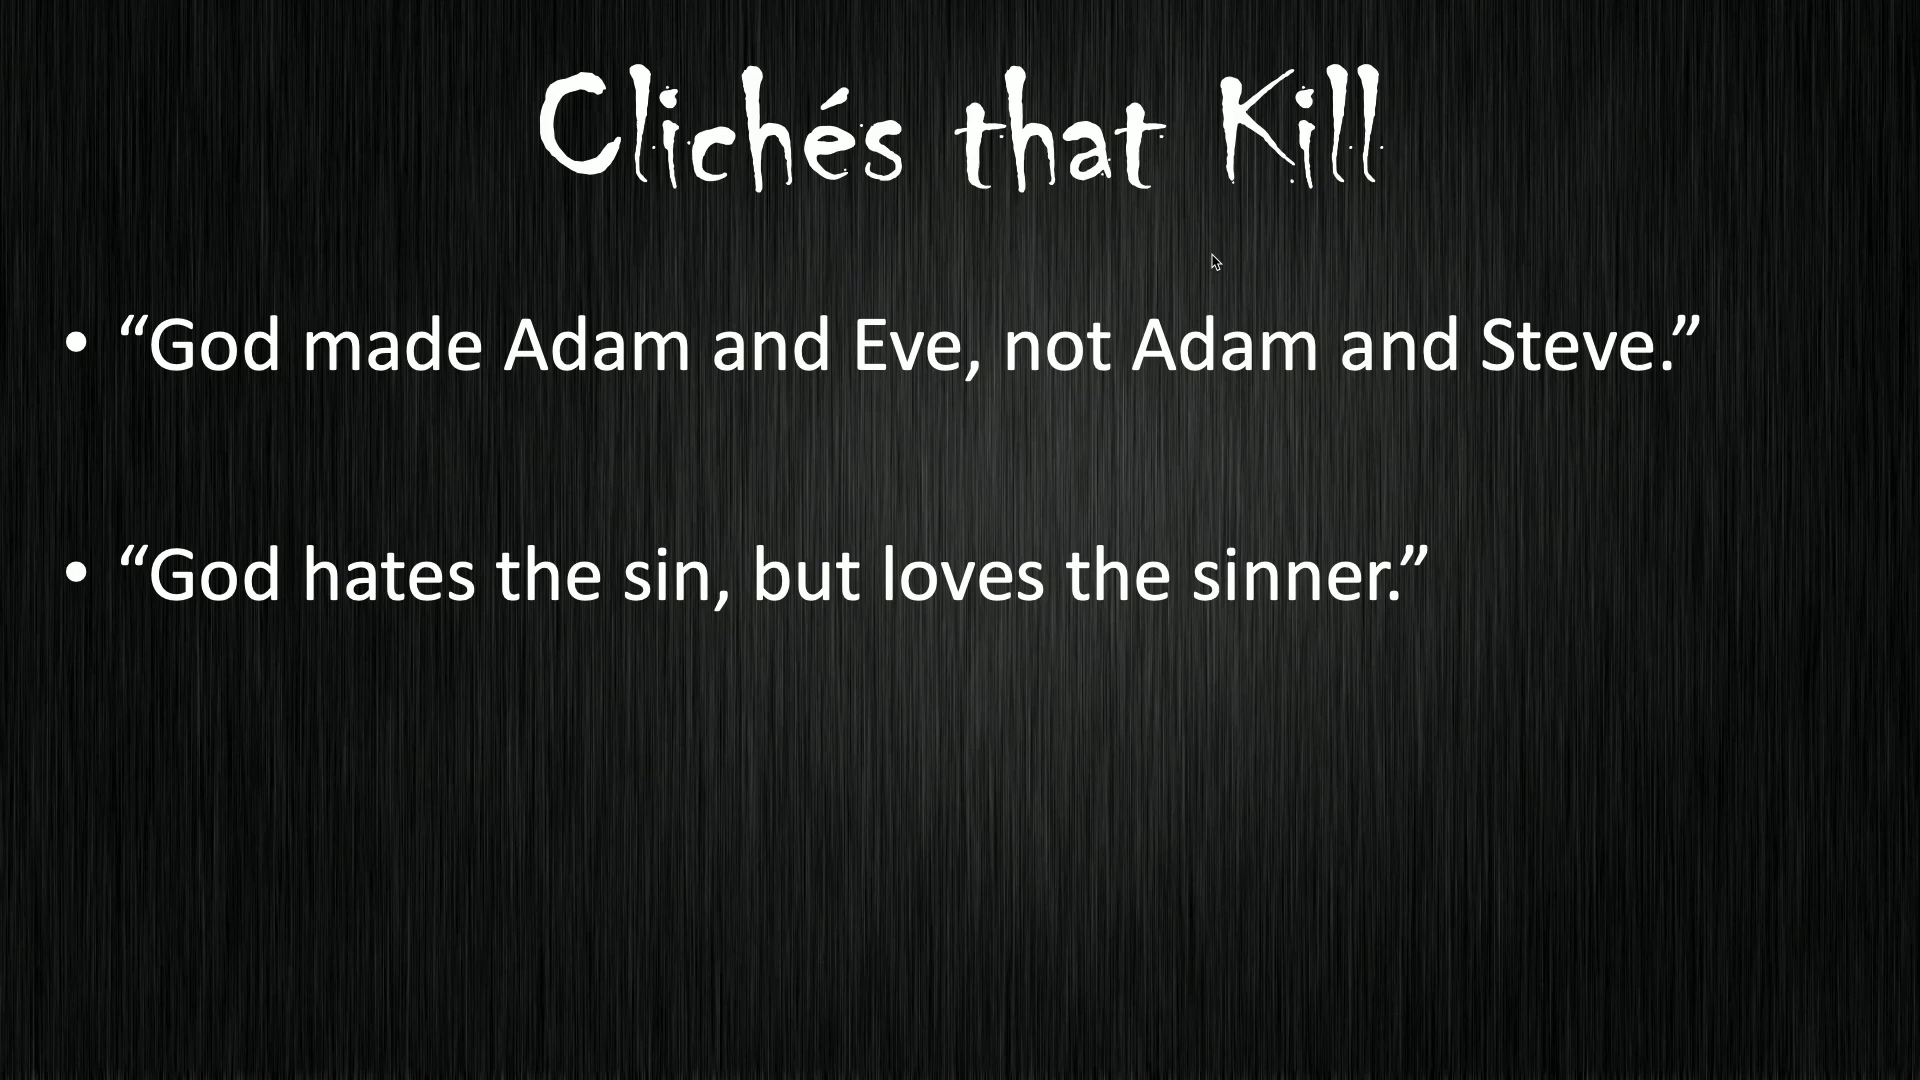 Clichés that Kill
• “God made Adam and Eve, not Adam and Steve.”
• “God hates the sin, but loves the sinner.”